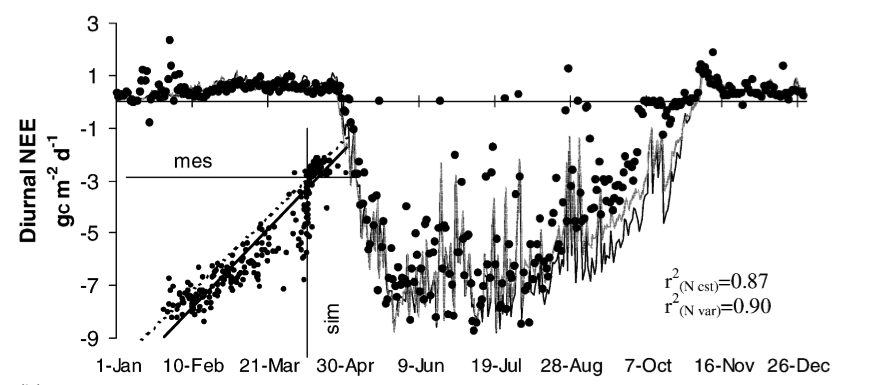 3
1
-1
-3
-5
-7
-9
Diurnal NEE
gc m-2 d-1
mes
sim
r2(N cst)=0.87
r2(N var)=0.90
1-Jan 10-Feb 21-Mar 30-Apr 9-Jun 19-Jul 28-Aug 7-Oct 16-Nov 26-Dec